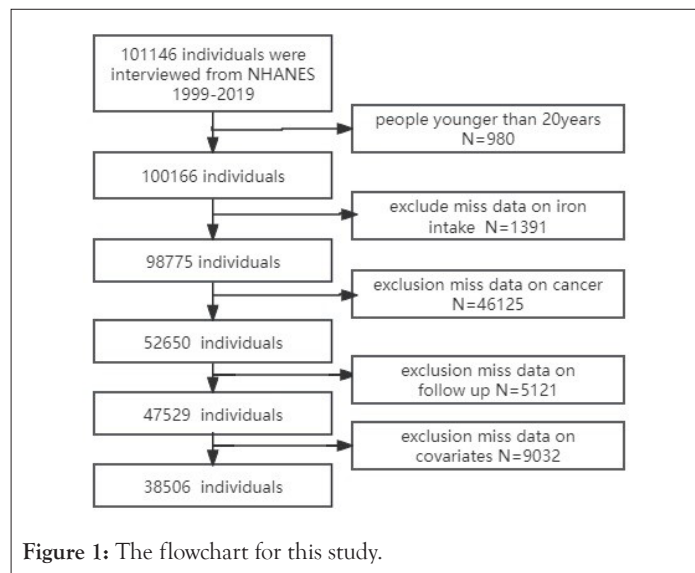 101146 individuals were
interviewed from NHANES
1999-2019
people younger than 20years
N=980
100166 individuals
exclude miss data on iron
intake N=1391
98775 individuals
exclusion miss data on cancer
N=46125
52650 individuals
exclusion miss data on
follow up N=5121
47529 individuals
exclusion miss data on
covariates N=9032
38506 individuals
Figure 1: The flowchart for this study.